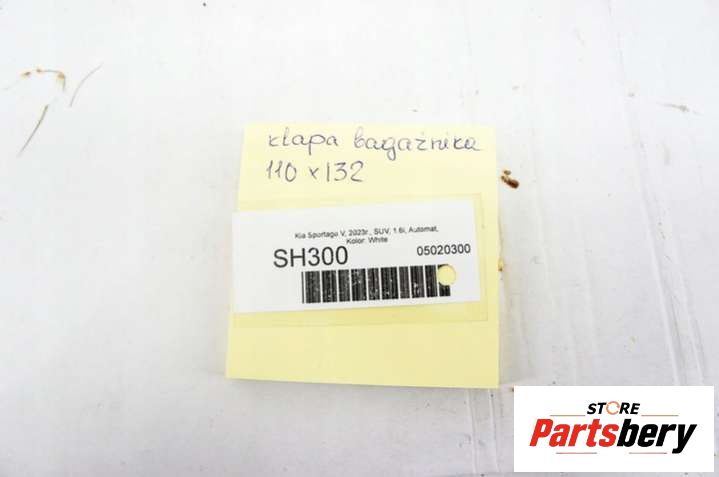 klapa bagażnika
110 x 132
Kia Sportage V, 2023r., SUV, 1.6i, Automat,
Kolor: White
SH300 05020300
STORE
Partsbery